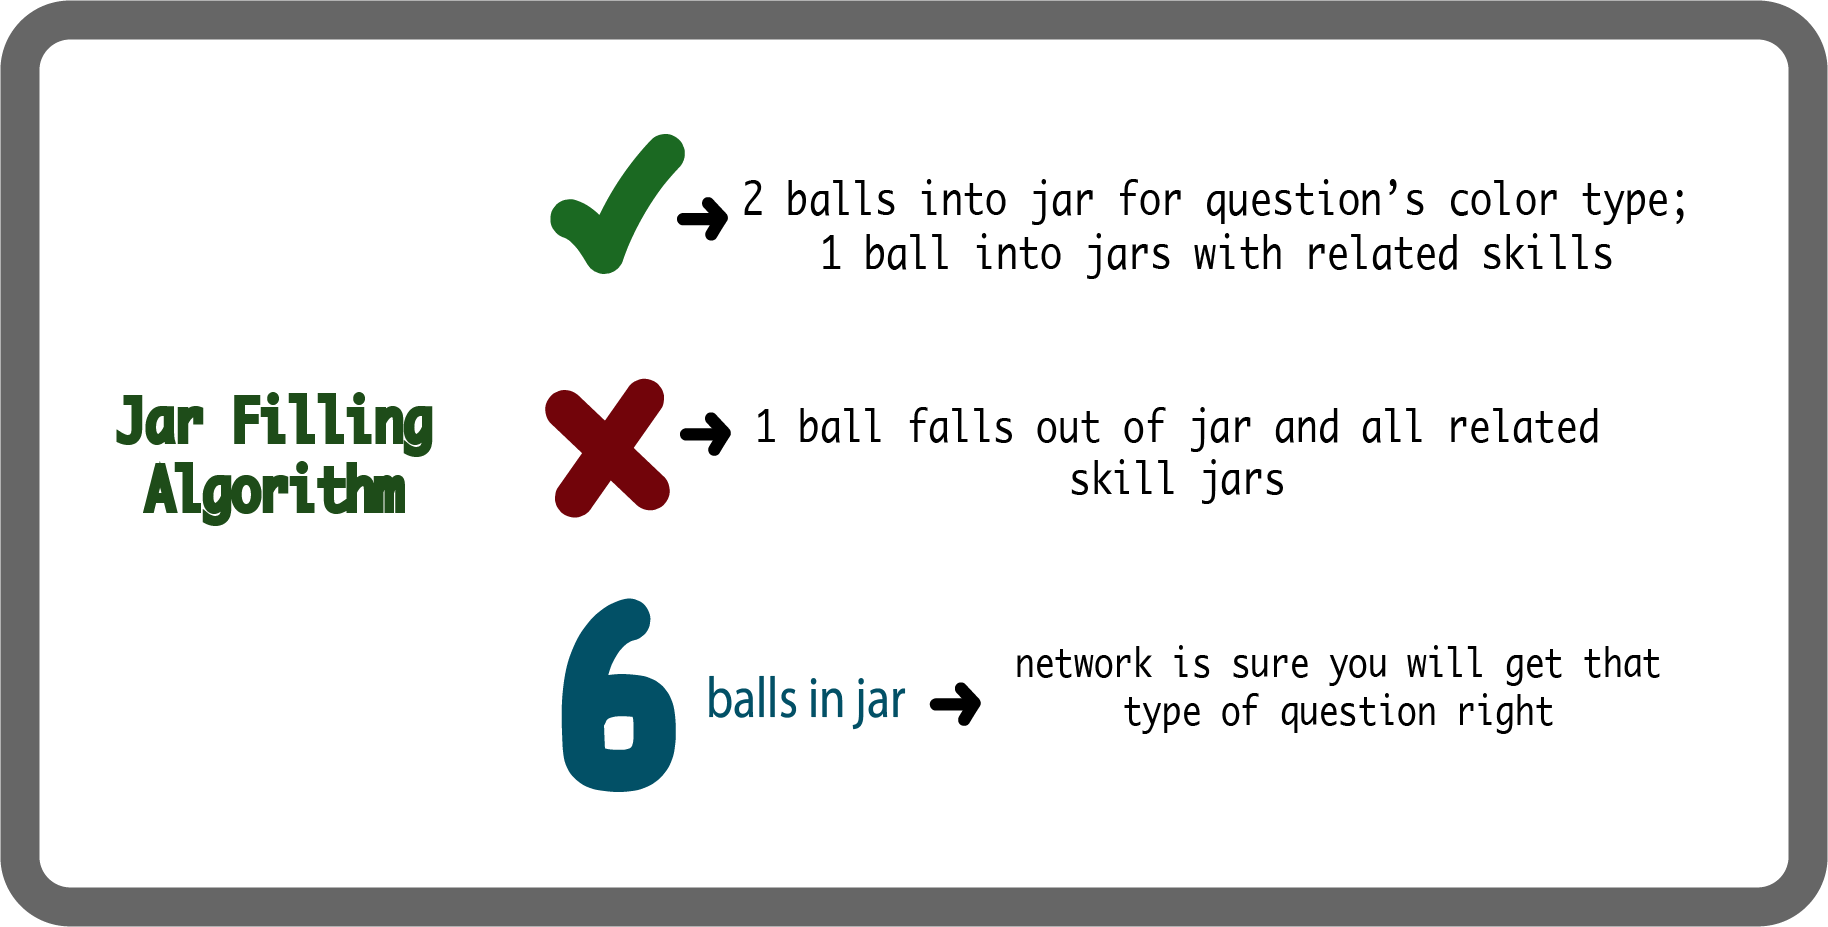 Jar Filling
Algorithm
2 balls into jar for question’s color type;
1 ball into jars with related skills
1 ball falls out of jar and all related
skill jars
6 balls in jar
network is sure you will get that
type of question right